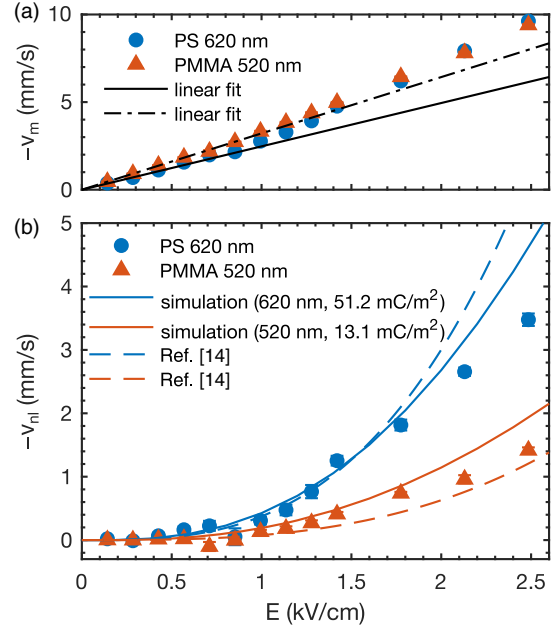 (a)
10
5
0
−v_m (mm/s)
PS 620 nm
PMMA 520 nm
linear fit
linear fit
(b)
5
4
3
2
1
0
−v_nl (mm/s)
PS 620 nm
PMMA 520 nm
simulation (620 nm, 51.2 mC/m²)
simulation (520 nm, 13.1 mC/m²)
Ref. [14]
Ref. [14]
0 0.5 1 1.5 2 2.5
E (kV/cm)